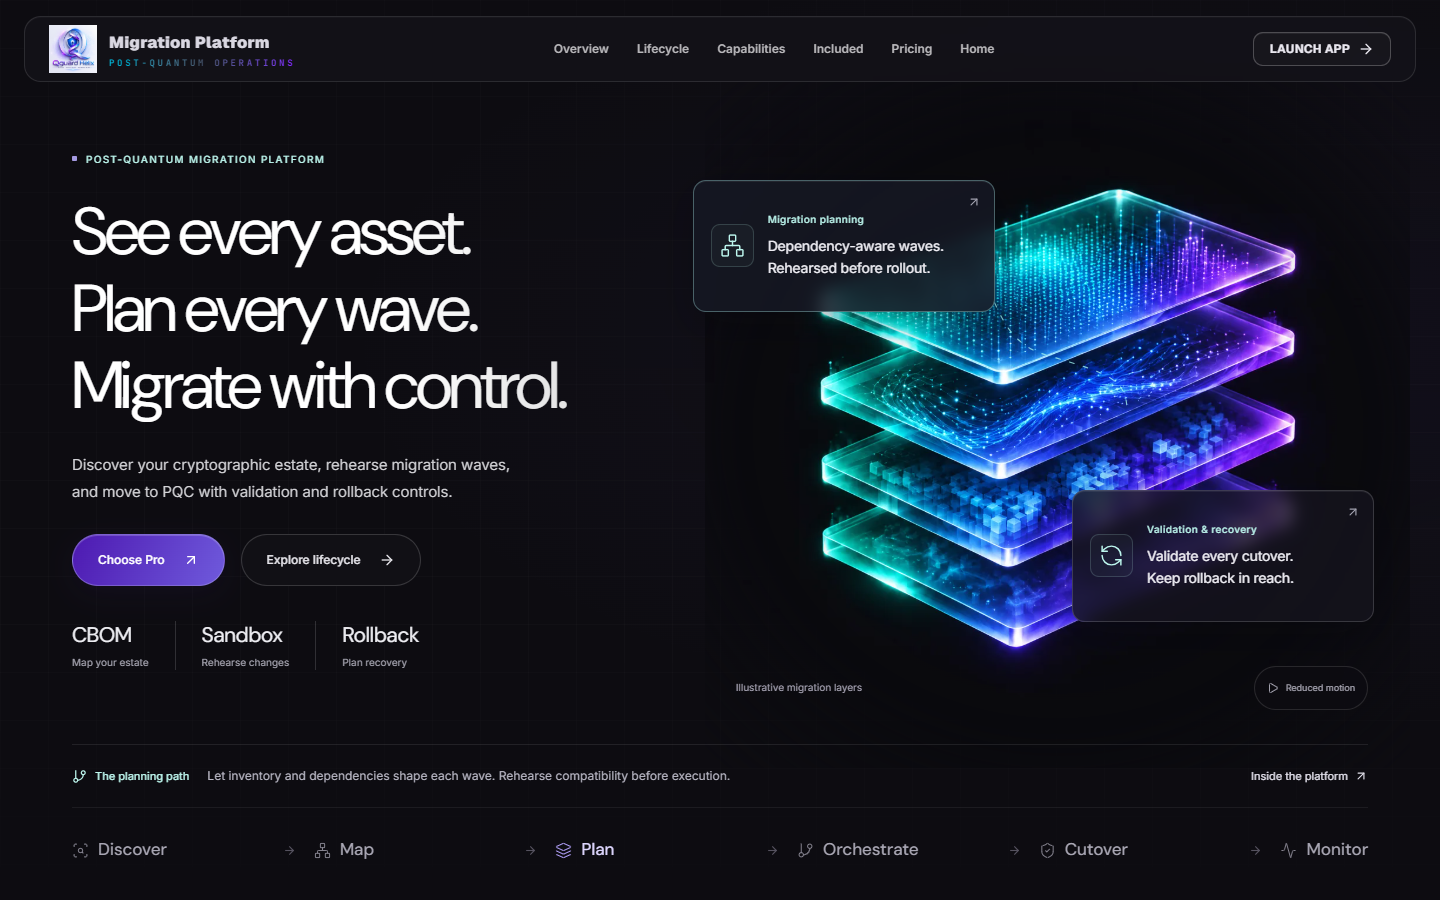 Qguard Helix
Migration Platform
POST-QUANTUM OPERATIONS
Overview
Lifecycle
Capabilities
Included
Pricing
Home
LAUNCH APP
POST-QUANTUM MIGRATION PLATFORM
See every asset.
Plan every wave.
Migrate with control.
Discover your cryptographic estate, rehearse migration waves,
and move to PQC with validation and rollback controls.
Choose Pro
Explore lifecycle
CBOM
Map your estate
Sandbox
Rehearse changes
Rollback
Plan recovery
Migration planning
Dependency-aware waves.
Rehearsed before rollout.
Validation & recovery
Validate every cutover.
Keep rollback in reach.
Illustrative migration layers
Reduced motion
The planning path
Let inventory and dependencies shape each wave. Rehearse compatibility before execution.
Inside the platform
Discover
Map
Plan
Orchestrate
Cutover
Monitor